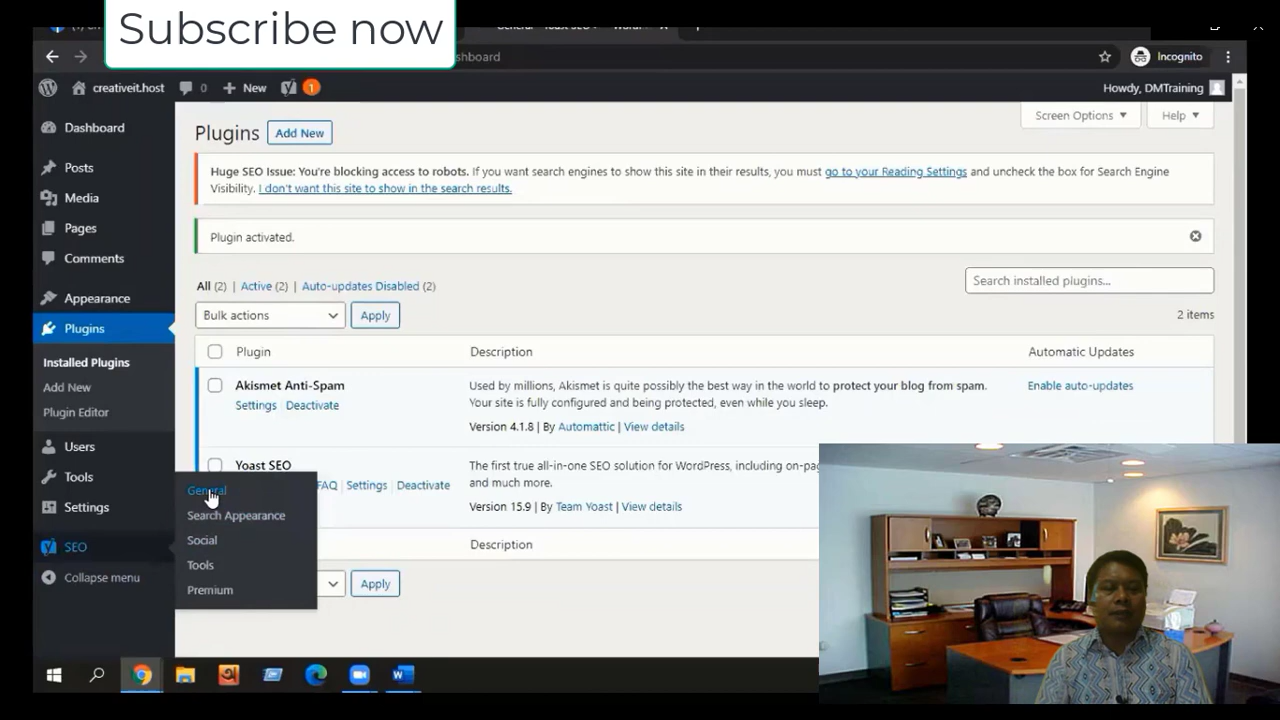 Subscribe now
shboard
Incognito
creativeit.host
0
New
1
Howdy, DMTraining
Dashboard
Posts
Media
Pages
Comments
Appearance
Plugins
Installed Plugins
Add New
Plugin Editor
Users
Tools
Settings
SEO
Collapse menu
Screen Options
Help
Plugins
Add New
Huge SEO Issue: You're blocking access to robots. If you want search engines to show this site in their results, you must go to your Reading Settings and uncheck the box for Search Engine
Visibility. I don't want this site to show in the search results.
Plugin activated.
All (2) | Active (2) | Auto-updates Disabled (2)
Search installed plugins...
Bulk actions
Apply
2 items
Plugin
Description
Automatic Updates
Akismet Anti-Spam
Settings | Deactivate
Used by millions, Akismet is quite possibly the best way in the world to protect your blog from spam.
Your site is fully configured and being protected, even while you sleep.
Version 4.1.8 | By Automattic | View details
Enable auto-updates
Yoast SEO
FAQ | Settings | Deactivate
The first true all-in-one SEO solution for WordPress, including on-pag
and much more.
Version 15.9 | By Team Yoast | View details
Description
Apply
General
Search Appearance
Social
Tools
Premium